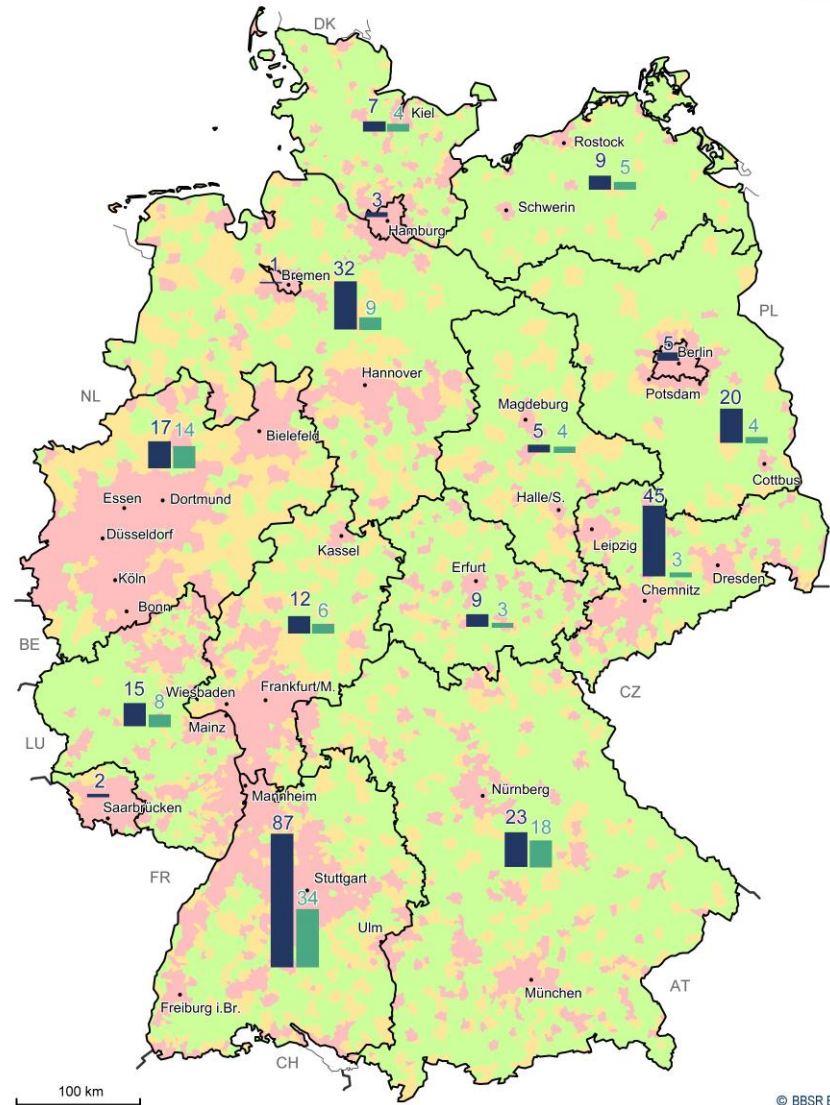 DK
7 4 Kiel
Rostock
9 5
Schwerin
3
Hamburg
1
Bremen
32
9
PL
5
Berlin
Potsdam
Hannover
NL
20
4
Magdeburg
5 4
17 14
Bielefeld
Cottbus
Essen
Dortmund
Halle/S.
45
3
Düsseldorf
Kassel
Leipzig
Dresden
Erfurt
Köln
Chemnitz
Bonn
12 6
9 3
BE
CZ
15 8
Wiesbaden
Frankfurt/M.
Mainz
LU
2
Saarbrücken
Mannheim
Nürnberg
87
34
23 18
FR
Stuttgart
Ulm
München
AT
Freiburg i.Br.
CH
100 km
© BBSR